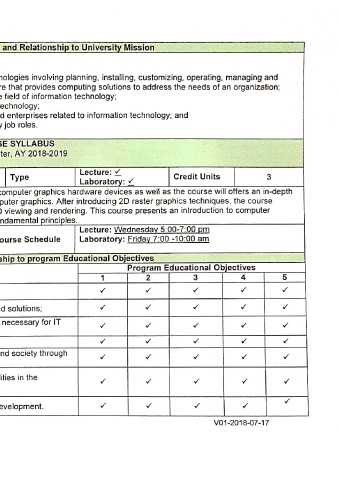 and Relationship to University Mission
nologies involving planning, installing, customizing, operating, managing and
re that provides computing solutions to address the needs of an organization;
e field of information technology;
echnology;
d enterprises related to information technology; and
y job roles.
SE SYLLABUS
ter, AY 2018-2019
Type Lecture: ✓ Credit Units 3
Laboratory: ✓
computer graphics hardware devices as well as the course will offers an in-depth
puter graphics. After introducing 2D raster graphics techniques, the course
D viewing and rendering. This course presents an introduction to computer
ndamental principles.
ourse Schedule Lecture: Wednesday 5:00-7:00 pm
Laboratory: Friday 7:00 -10:00 am
ship to program Educational Objectives
Program Educational Objectives
1 2 3 4 5
✓ ✓ ✓ ✓ ✓
d solutions; ✓ ✓ ✓ ✓ ✓
necessary for IT ✓ ✓ ✓ ✓ ✓
✓ ✓ ✓ ✓ ✓
nd society through ✓ ✓ ✓ ✓ ✓
ities in the ✓ ✓ ✓ ✓ ✓
evelopment. ✓ ✓ ✓ ✓ ✓
V01-2018-07-17